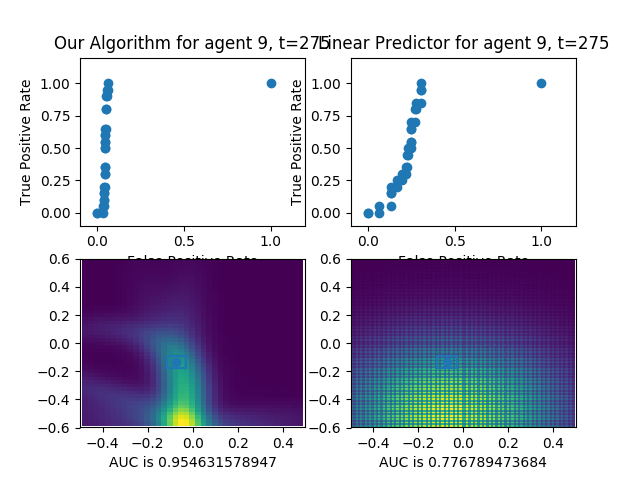 Our Algorithm for agent 9, t=275
Linear Predictor for agent 9, t=275
True Positive Rate
1.00
0.75
0.50
0.25
0.00
0.0 0.5 1.0
False Positive Rate
True Positive Rate
1.00
0.75
0.50
0.25
0.00
0.0 0.5 1.0
False Positive Rate
0.6
0.4
0.2
0.0
−0.2
−0.4
−0.6
−0.4 −0.2 0.0 0.2 0.4
AUC is 0.954631578947
0.6
0.4
0.2
0.0
−0.2
−0.4
−0.6
−0.4 −0.2 0.0 0.2 0.4
AUC is 0.776789473684